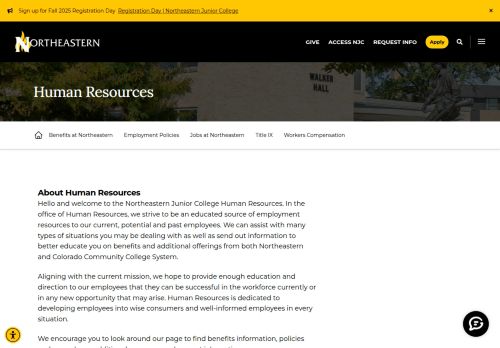 Sign up for Fall 2025 Registration Day Registration Day | Northeastern Junior College ×
NORTHEASTERN
GIVE ACCESS NJC REQUEST INFO Apply
WALKER
HALL
Human Resources
Benefits at Northeastern Employment Policies Jobs at Northeastern Title IX Workers Compensation
About Human Resources
Hello and welcome to the Northeastern Junior College Human Resources. In the
office of Human Resources, we strive to be an educated source of employment
resources to our current, potential and past employees. We can assist with many
types of situations you may be dealing with as well as send out information to
better educate you on benefits and additional offerings from both Northeastern
and Colorado Community College System.
Aligning with the current mission, we hope to provide enough education and
direction to our employees that they can be successful in the workforce currently or
in any new opportunity that may arise. Human Resources is dedicated to
developing employees into wise consumers and well-informed employees in every
situation.
We encourage you to look around our page to find benefits information, policies